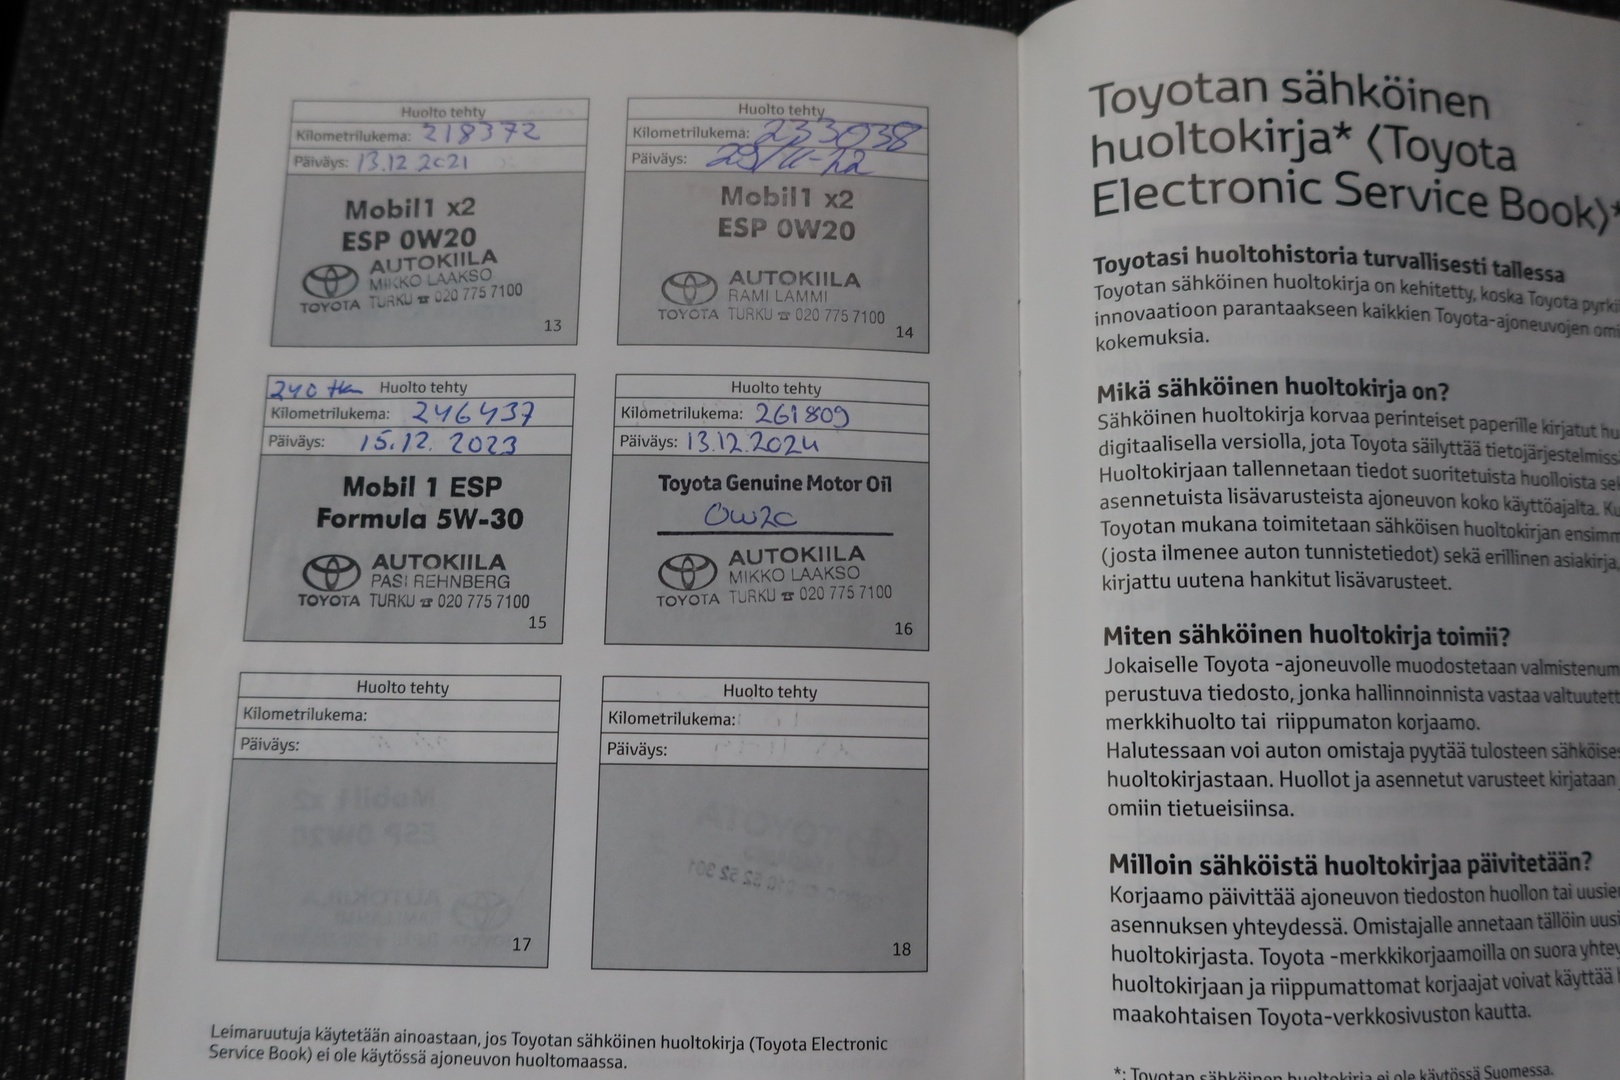 Huolto tehty
Kilometrilukema: 218372
Päiväys: 13.12 2021
Mobil1 x2
ESP 0W20
AUTOKIILA
MIKKO LAAKSO
TOYOTA TURKU ☎ 020 775 7100
13
Huolto tehty
Kilometrilukema: 233038
Päiväys:
Mobil1 x2
ESP 0W20
AUTOKIILA
RAMI LAMMI
TOYOTA TURKU ☎ 020 775 7100
14
240 tkm Huolto tehty
Kilometrilukema: 246437
Päiväys: 15.12. 2023
Mobil 1 ESP
Formula 5W-30
AUTOKIILA
PASI REHNBERG
TOYOTA TURKU ☎ 020 775 7100
15
Huolto tehty
Kilometrilukema: 261809
Päiväys: 13.12.2024
Toyota Genuine Motor Oil
0W20
AUTOKIILA
MIKKO LAAKSO
TOYOTA TURKU ☎ 020 775 7100
16
Huolto tehty
Kilometrilukema:
Päiväys:
17
Huolto tehty
Kilometrilukema:
Päiväys:
18
Leimaruutuja käytetään ainoastaan, jos Toyotan sähköinen huoltokirja (Toyota Electronic
Service Book) ei ole käytössä ajoneuvon huoltomaassa.
Toyotan sähköinen
huoltokirja* (Toyota
Electronic Service Book)*
Toyotasi huoltohistoria turvallisesti tallessa
Toyotan sähköinen huoltokirja on kehitetty, koska Toyota pyrki
innovaatioon parantaakseen kaikkien Toyota-ajoneuvojen omi
kokemuksia.
Mikä sähköinen huoltokirja on?
Sähköinen huoltokirja korvaa perinteiset paperille kirjatut hu
digitaalisella versiolla, jota Toyota säilyttää tietojärjestelmiss
Huoltokirjaan tallennetaan tiedot suoritetuista huolloista sek
asennetuista lisävarusteista ajoneuvon koko käyttöajalta. Ku
Toyotan mukana toimitetaan sähköisen huoltokirjan ensimm
(josta ilmenee auton tunnistetiedot) sekä erillinen asiakirja,
kirjattu uutena hankitut lisävarusteet.
Miten sähköinen huoltokirja toimii?
Jokaiselle Toyota -ajoneuvolle muodostetaan valmistenum
perustuva tiedosto, jonka hallinnoinnista vastaa valtuutett
merkkihuolto tai riippumaton korjaamo.
Halutessaan voi auton omistaja pyytää tulosteen sähköises
huoltokirjastaan. Huollot ja asennetut varusteet kirjataan
omiin tietueisiinsa.
Milloin sähköistä huoltokirjaa päivitetään?
Korjaamo päivittää ajoneuvon tiedoston huollon tai uusien
asennuksen yhteydessä. Omistajalle annetaan tällöin uusi
huoltokirjasta. Toyota -merkkikorjaamoilla on suora yhtey
huoltokirjaan ja riippumattomat korjaajat voivat käyttää
maakohtaisen Toyota-verkkosivuston kautta.
*: Toyotan sähköinen huoltokirja ei ole käytössä Suomessa.